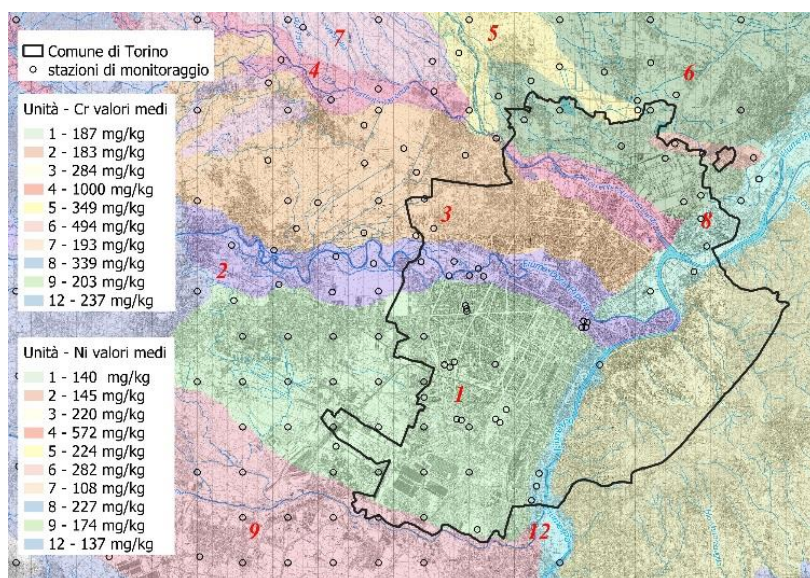 Comune di Torino
stazioni di monitoraggio
Unità - Cr valori medi
1 - 187 mg/kg
2 - 183 mg/kg
3 - 284 mg/kg
4 - 1000 mg/kg
5 - 349 mg/kg
6 - 494 mg/kg
7 - 193 mg/kg
8 - 339 mg/kg
9 - 203 mg/kg
12 - 237 mg/kg
Unità - Ni valori medi
1 - 140 mg/kg
2 - 145 mg/kg
3 - 220 mg/kg
4 - 572 mg/kg
5 - 224 mg/kg
6 - 282 mg/kg
7 - 108 mg/kg
8 - 227 mg/kg
9 - 174 mg/kg
12 - 137 mg/kg
7
5
4
6
3
8
2
1
9
12